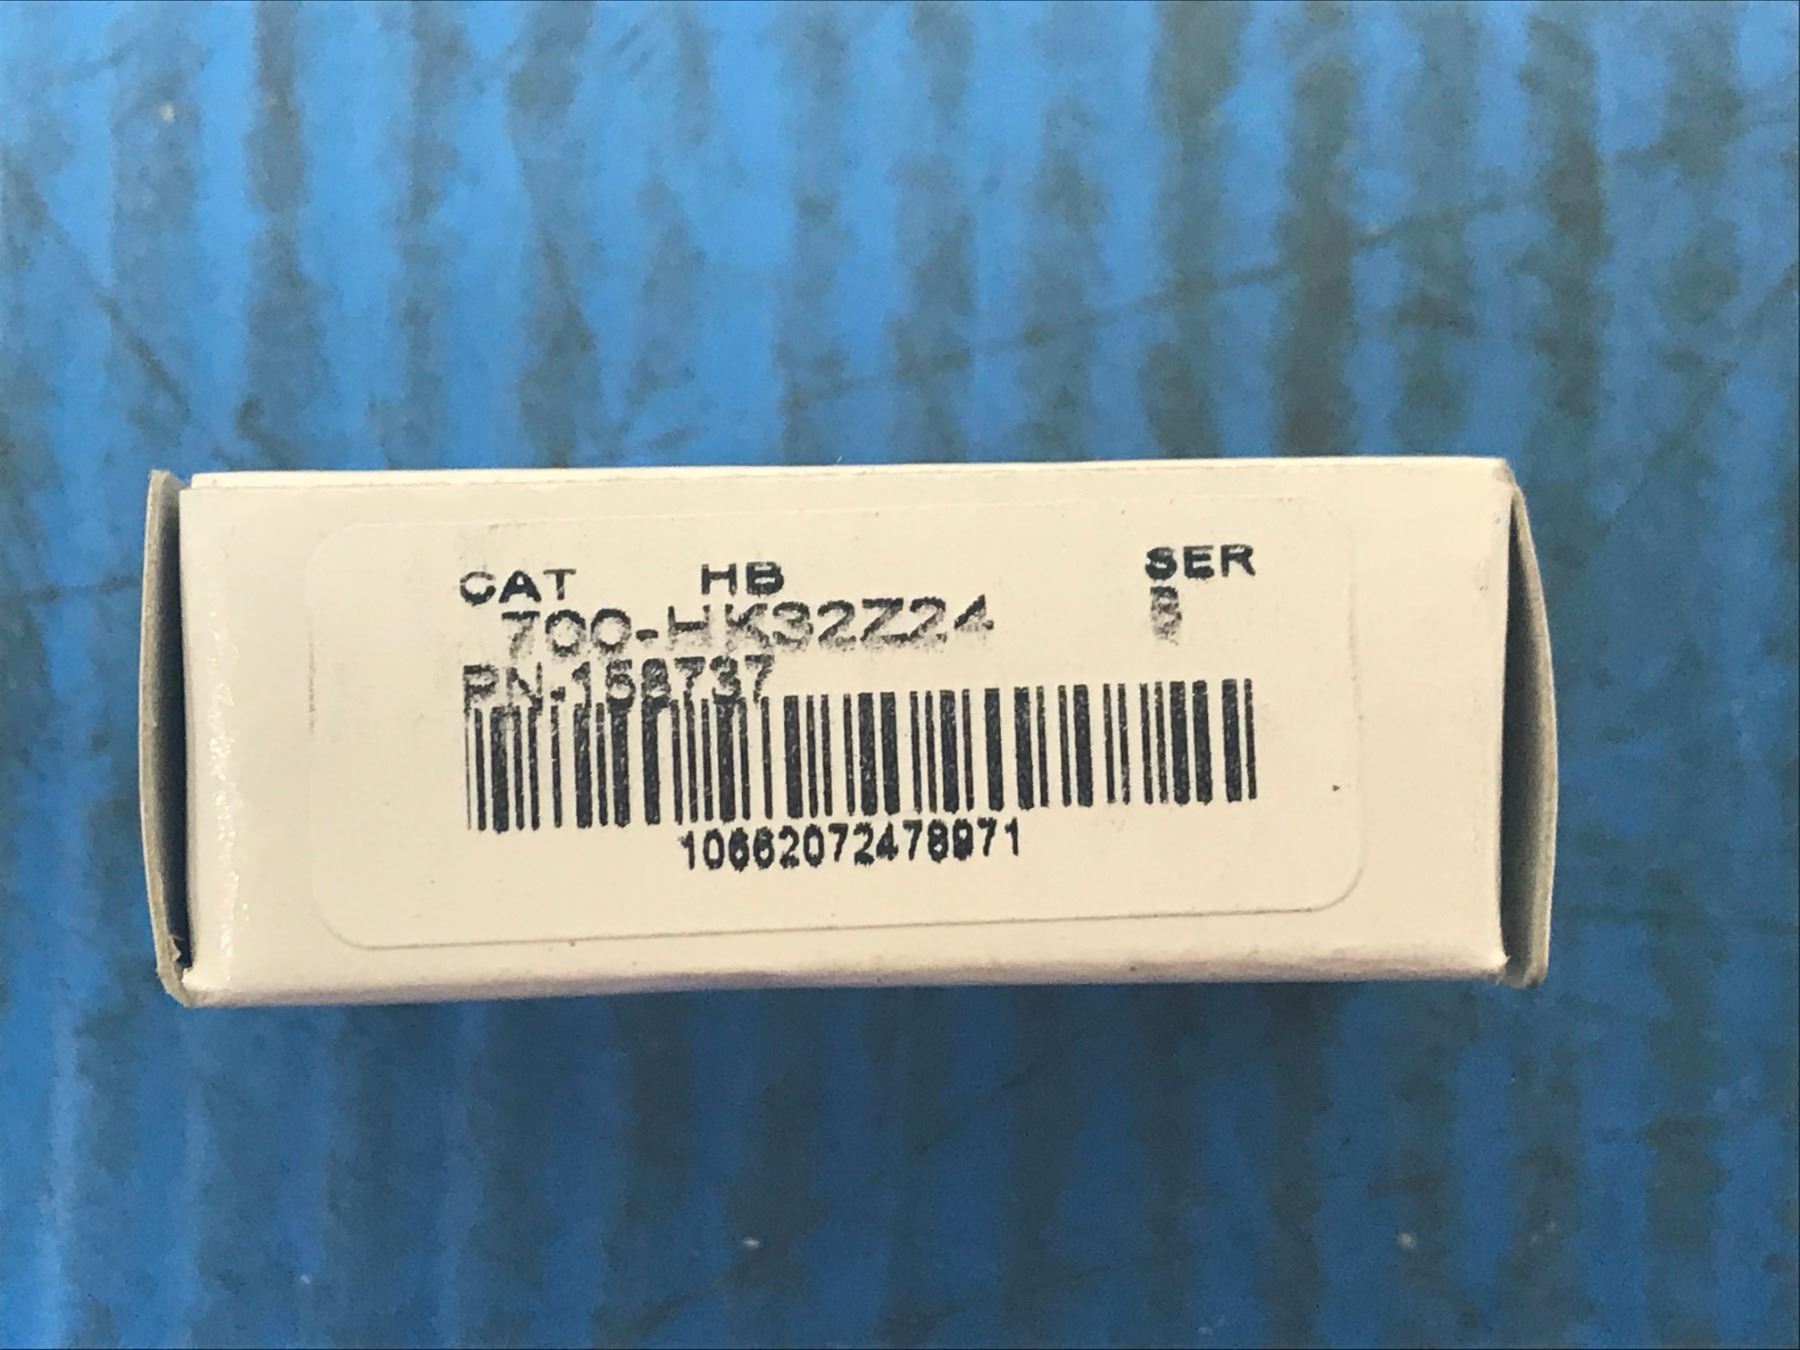 CAT HB SER
700-HK32Z24 B
PN-158737
10662072478971